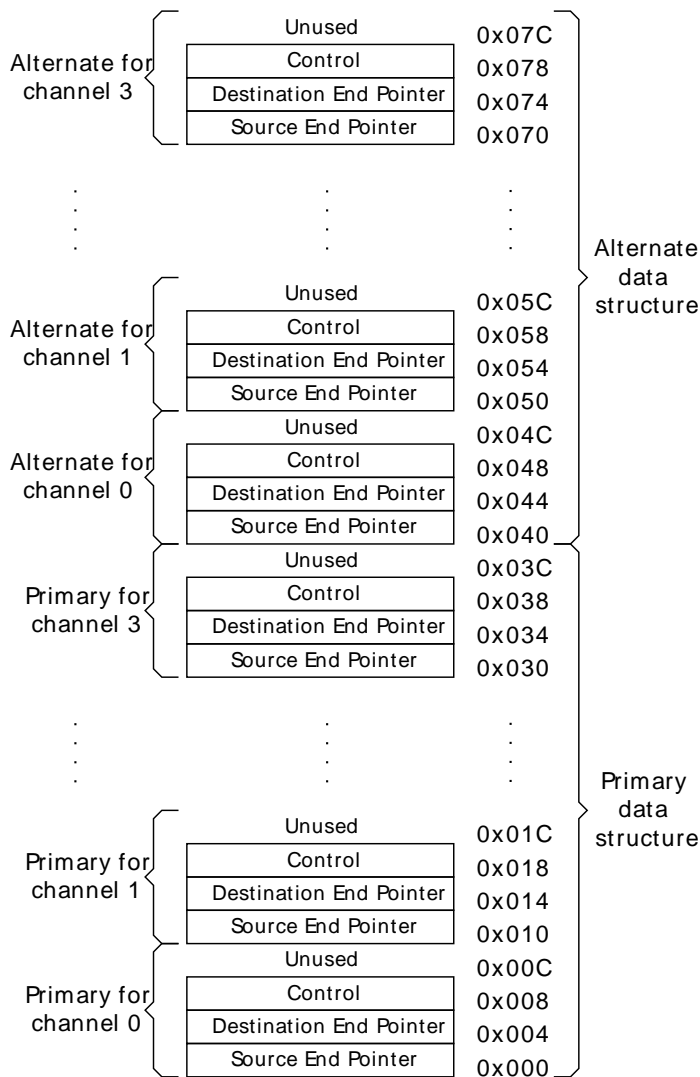 Unused 0x07C
Alternate for channel 3
Control 0x078
Destination End Pointer 0x074
Source End Pointer 0x070
Alternate data structure
Unused 0x05C
Alternate for channel 1
Control 0x058
Destination End Pointer 0x054
Source End Pointer 0x050
Unused 0x04C
Alternate for channel 0
Control 0x048
Destination End Pointer 0x044
Source End Pointer 0x040
Unused 0x03C
Primary for channel 3
Control 0x038
Destination End Pointer 0x034
Source End Pointer 0x030
Primary data structure
Unused 0x01C
Primary for channel 1
Control 0x018
Destination End Pointer 0x014
Source End Pointer 0x010
Unused 0x00C
Primary for channel 0
Control 0x008
Destination End Pointer 0x004
Source End Pointer 0x000